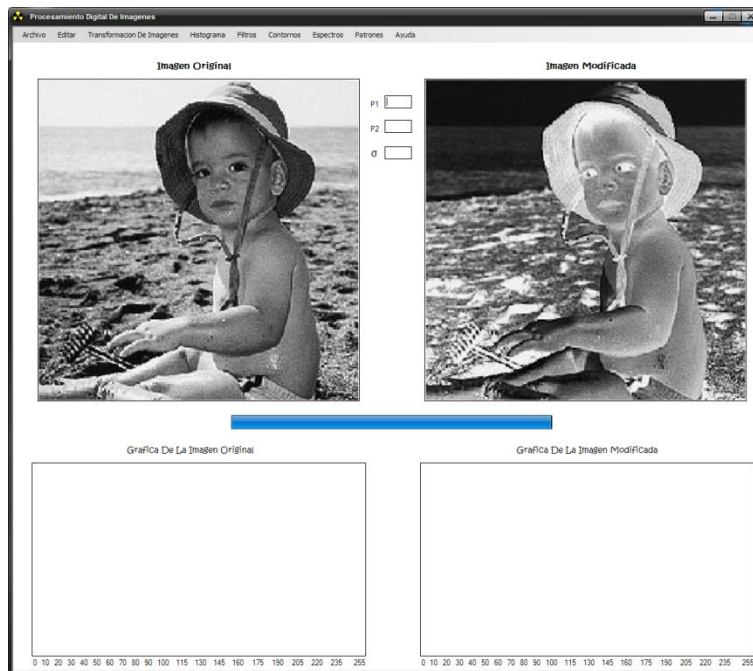 Procesamiento Digital De Imagenes
Archivo Editar Transformacion De Imagenes Histograma Filtros Contornos Espectros Patrones Ayuda
Imagen Original
Imagen Modificada
P1
P2
σ
Grafica De La Imagen Original
Grafica De La Imagen Modificada
0 10 20 30 40 50 60 70 80 90 100 115 130 145 160 175 190 205 220 235 255
0 10 20 30 40 50 60 70 80 90 100 115 130 145 160 175 190 205 220 235 255